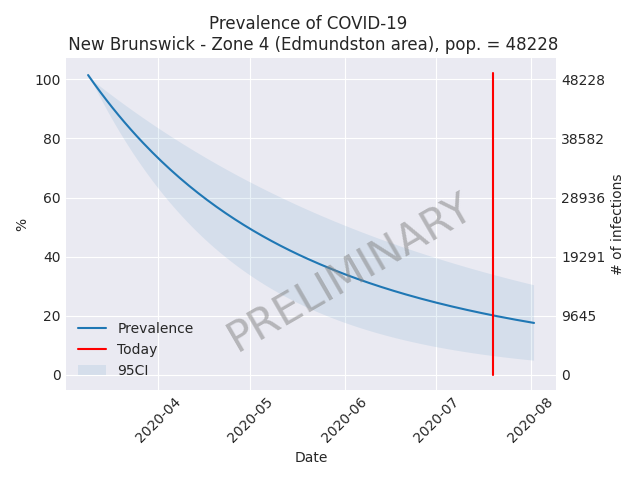 Prevalence of COVID-19
New Brunswick - Zone 4 (Edmundston area), pop. = 48228
100
80
60
40
20
0
%
48228
38582
28936
19291
9645
0
# of infections
PRELIMINARY
Prevalence
Today
95CI
2020-04
2020-05
2020-06
2020-07
2020-08
Date